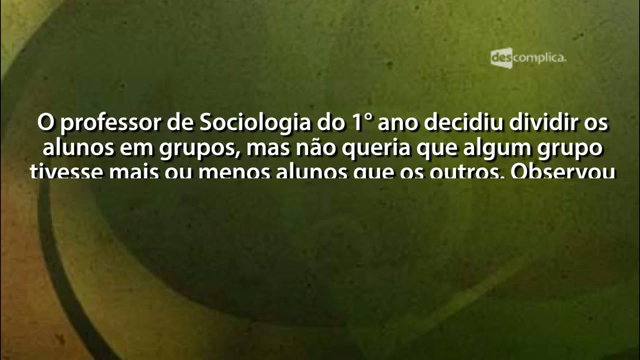 descomplica.
O professor de Sociologia do 1° ano decidiu dividir os
alunos em grupos, mas não queria que algum grupo
tivesse mais ou menos alunos que os outros. Observou